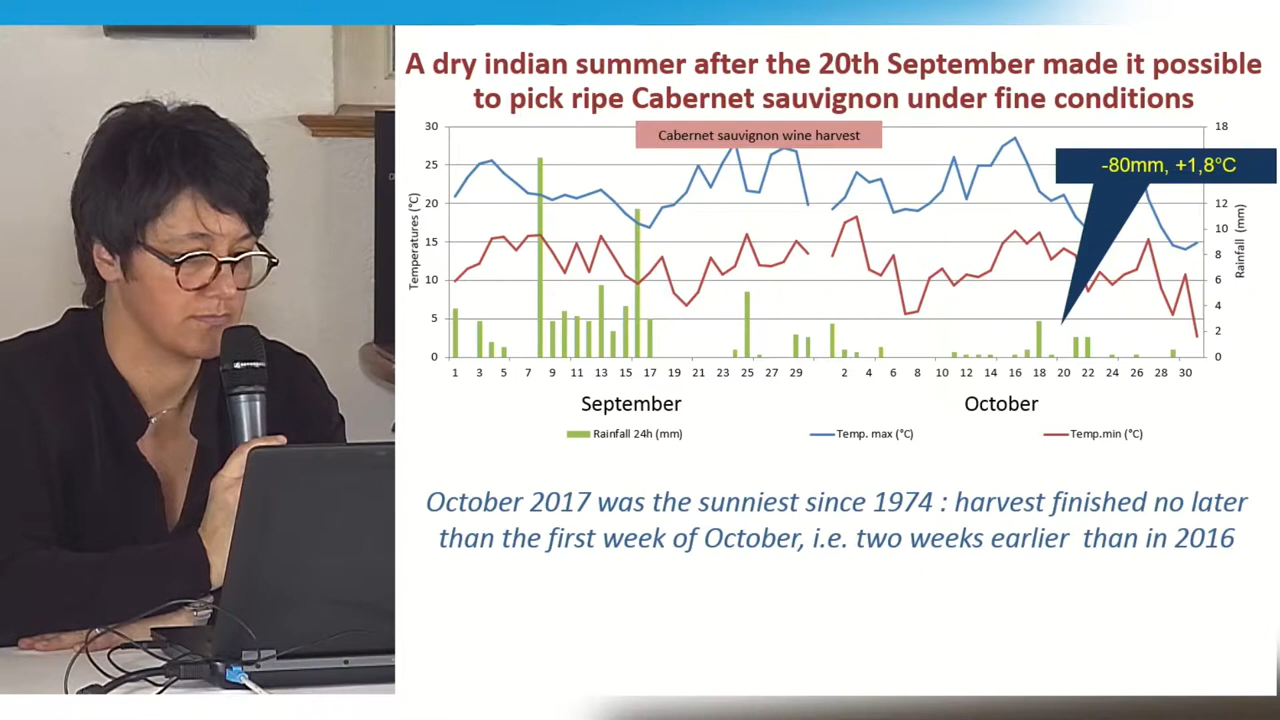 A dry indian summer after the 20th September made it possible
to pick ripe Cabernet sauvignon under fine conditions
30
25
20
15
10
5
0
Temperatures (°C)
Cabernet sauvignon wine harvest
-80mm, +1,8°C
18
12
10
8
6
4
2
0
Rainfall (mm)
1 3 5 7 9 11 13 15 17 19 21 23 25 27 29 2 4 6 8 10 12 14 16 18 20 22 24 26 28 30
September October
Rainfall 24h (mm) Temp. max (°C) Temp.min (°C)
October 2017 was the sunniest since 1974 : harvest finished no later
than the first week of October, i.e. two weeks earlier than in 2016